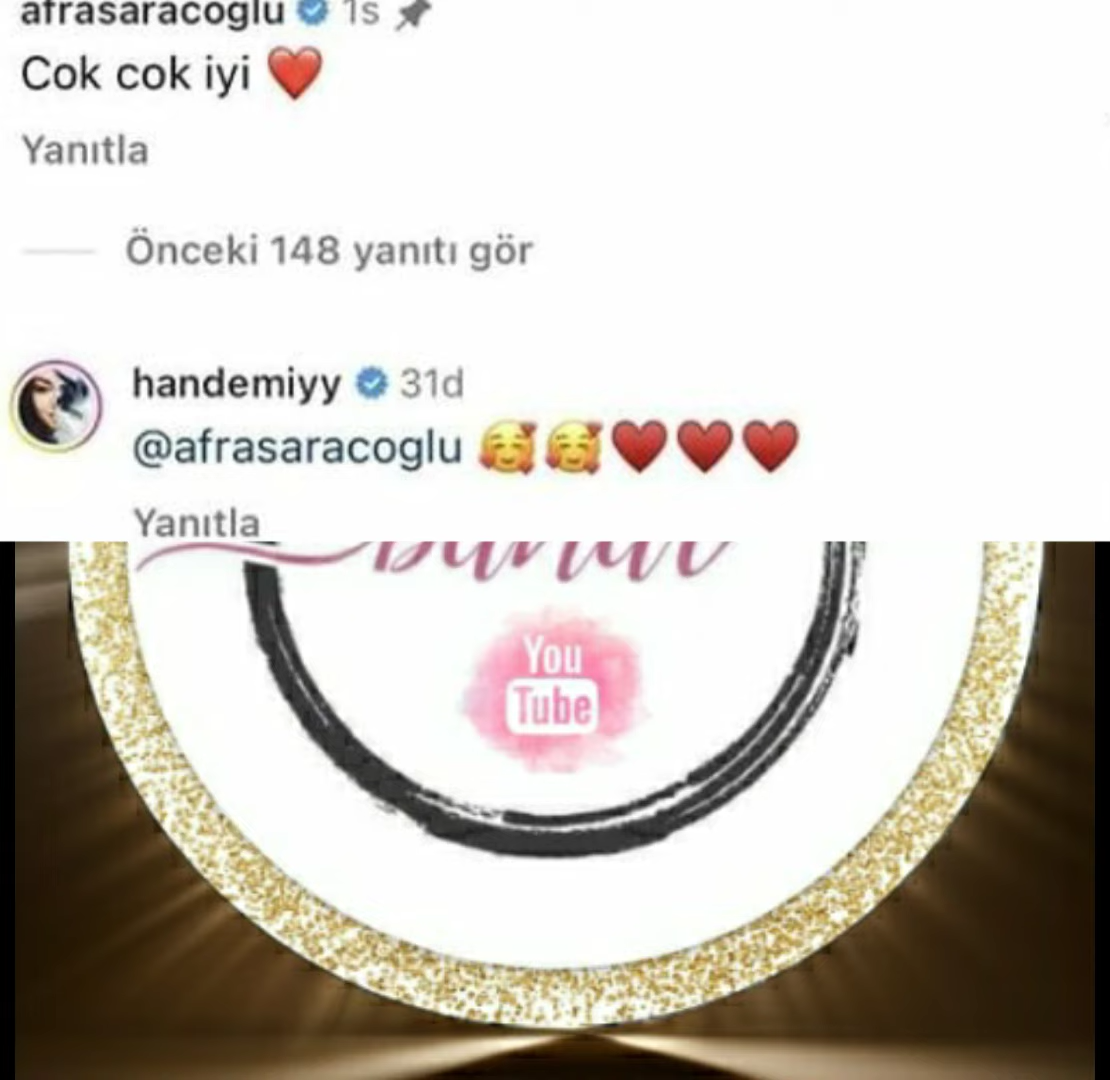 afrasaracoglu 1s
Cok cok iyi ❤️
Yanıtla
Önceki 148 yanıtı gör
handemiyy 31d
@afrasaracoglu 🥰🥰❤️❤️❤️
Yanıtla
You
Tube